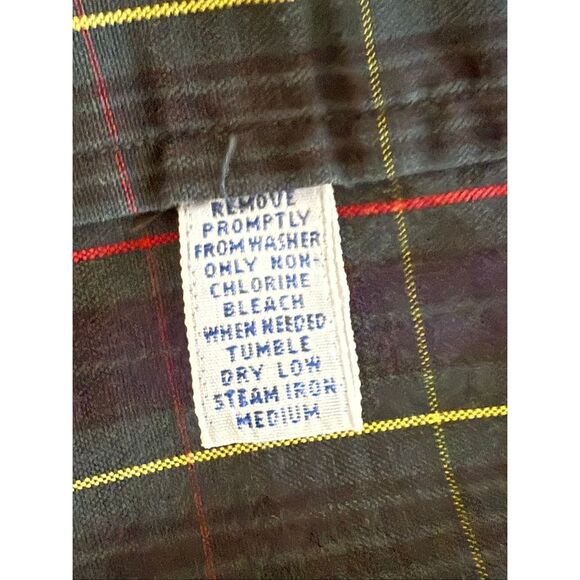 REMOVE
PROMPTLY
FROM WASHER
ONLY NON-
CHLORINE
BLEACH
WHEN NEEDED
TUMBLE
DRY LOW
STEAM IRON
MEDIUM